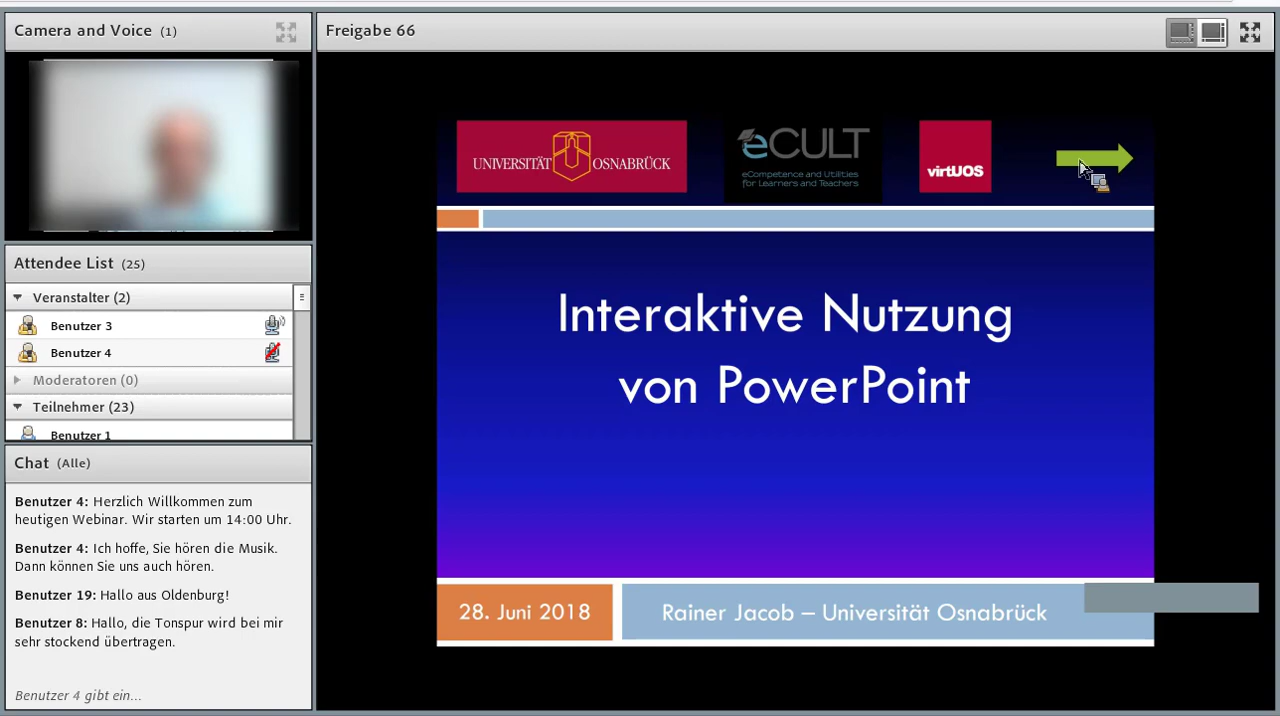 Camera and Voice (1)
Attendee List (25)
Veranstalter (2)
Benutzer 3
Benutzer 4
Moderatoren (0)
Teilnehmer (23)
Benutzer 1
Chat (Alle)
Benutzer 4: Herzlich Willkommen zum
heutigen Webinar. Wir starten um 14:00 Uhr.
Benutzer 4: Ich hoffe, Sie hören die Musik.
Dann können Sie uns auch hören.
Benutzer 19: Hallo aus Oldenburg!
Benutzer 8: Hallo, die Tonspur wird bei mir
sehr stockend übertragen.
Benutzer 4 gibt ein...
Freigabe 66
UNIVERSITÄT OSNABRÜCK
eCULT
eCompetence and Utilities
for Learners and Teachers
virtUOS
Interaktive Nutzung
von PowerPoint
28. Juni 2018
Rainer Jacob – Universität Osnabrück